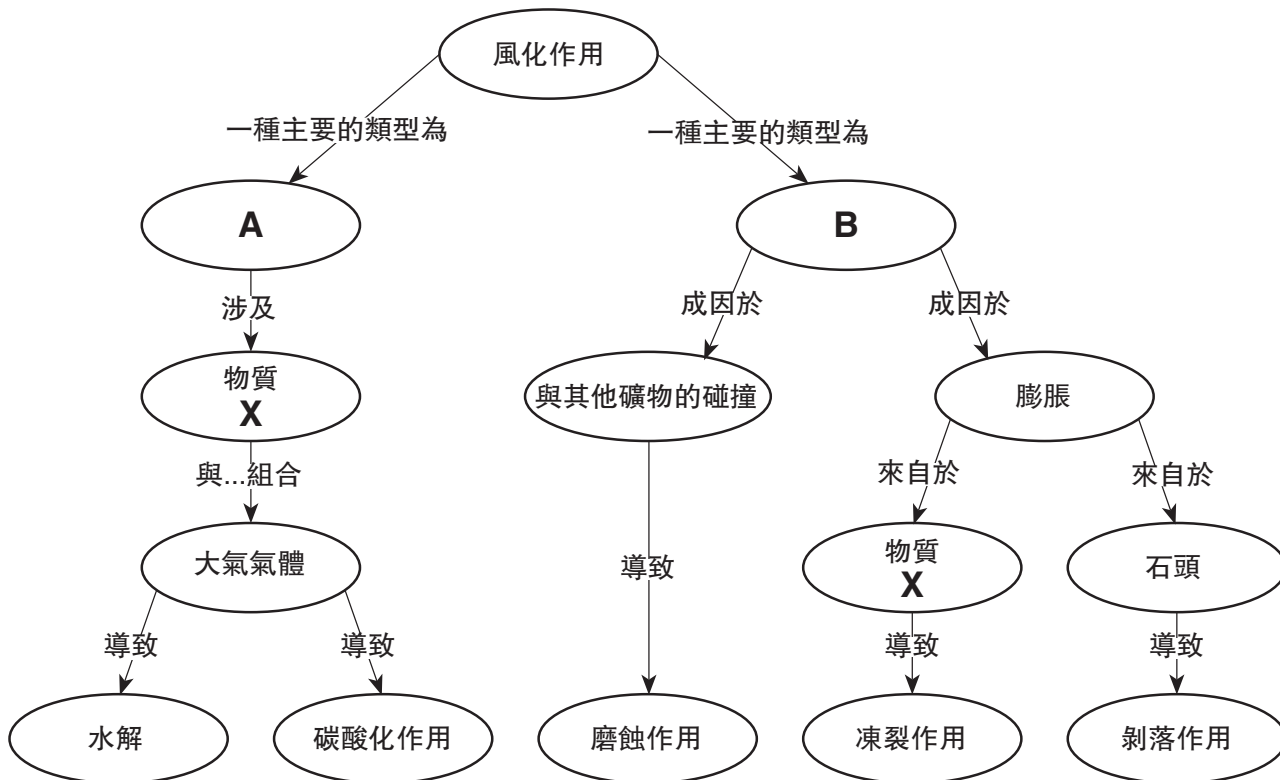 風化作用
一種主要的類型為
一種主要的類型為
A
B
涉及
成因於
成因於
物質
X
與其他礦物的碰撞
膨脹
與...組合
來自於
來自於
大氣氣體
導致
物質
X
石頭
導致
導致
導致
導致
水解
碳酸化作用
磨蝕作用
凍裂作用
剝落作用